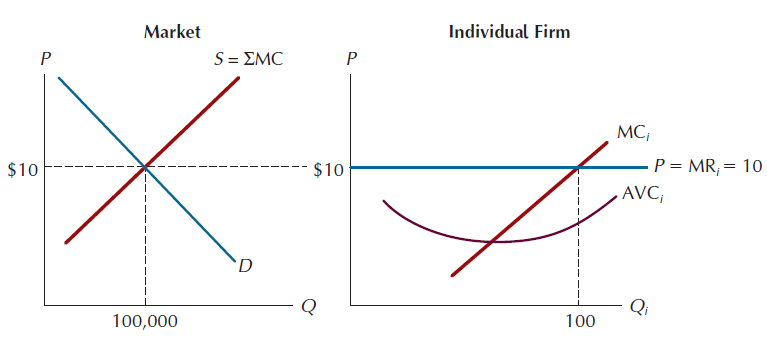 Market
Individual Firm
P
S = ΣMC
P
MCᵢ
$10
$10
P = MRᵢ = 10
AVCᵢ
D
Q
Qᵢ
100,000
100